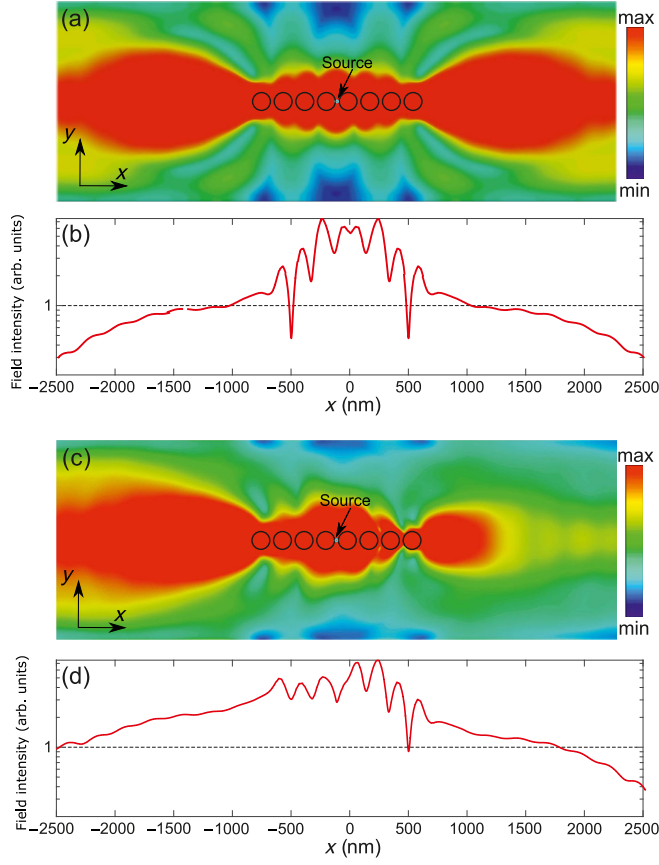 (a)
Source
y
x
max
min
(b)
Field intensity (arb. units)
1
−2500 −2000 −1500 −1000 −500 0 500 1000 1500 2000 2500
x (nm)
(c)
Source
y
x
max
min
(d)
Field intensity (arb. units)
1
−2500 −2000 −1500 −1000 −500 0 500 1000 1500 2000 2500
x (nm)